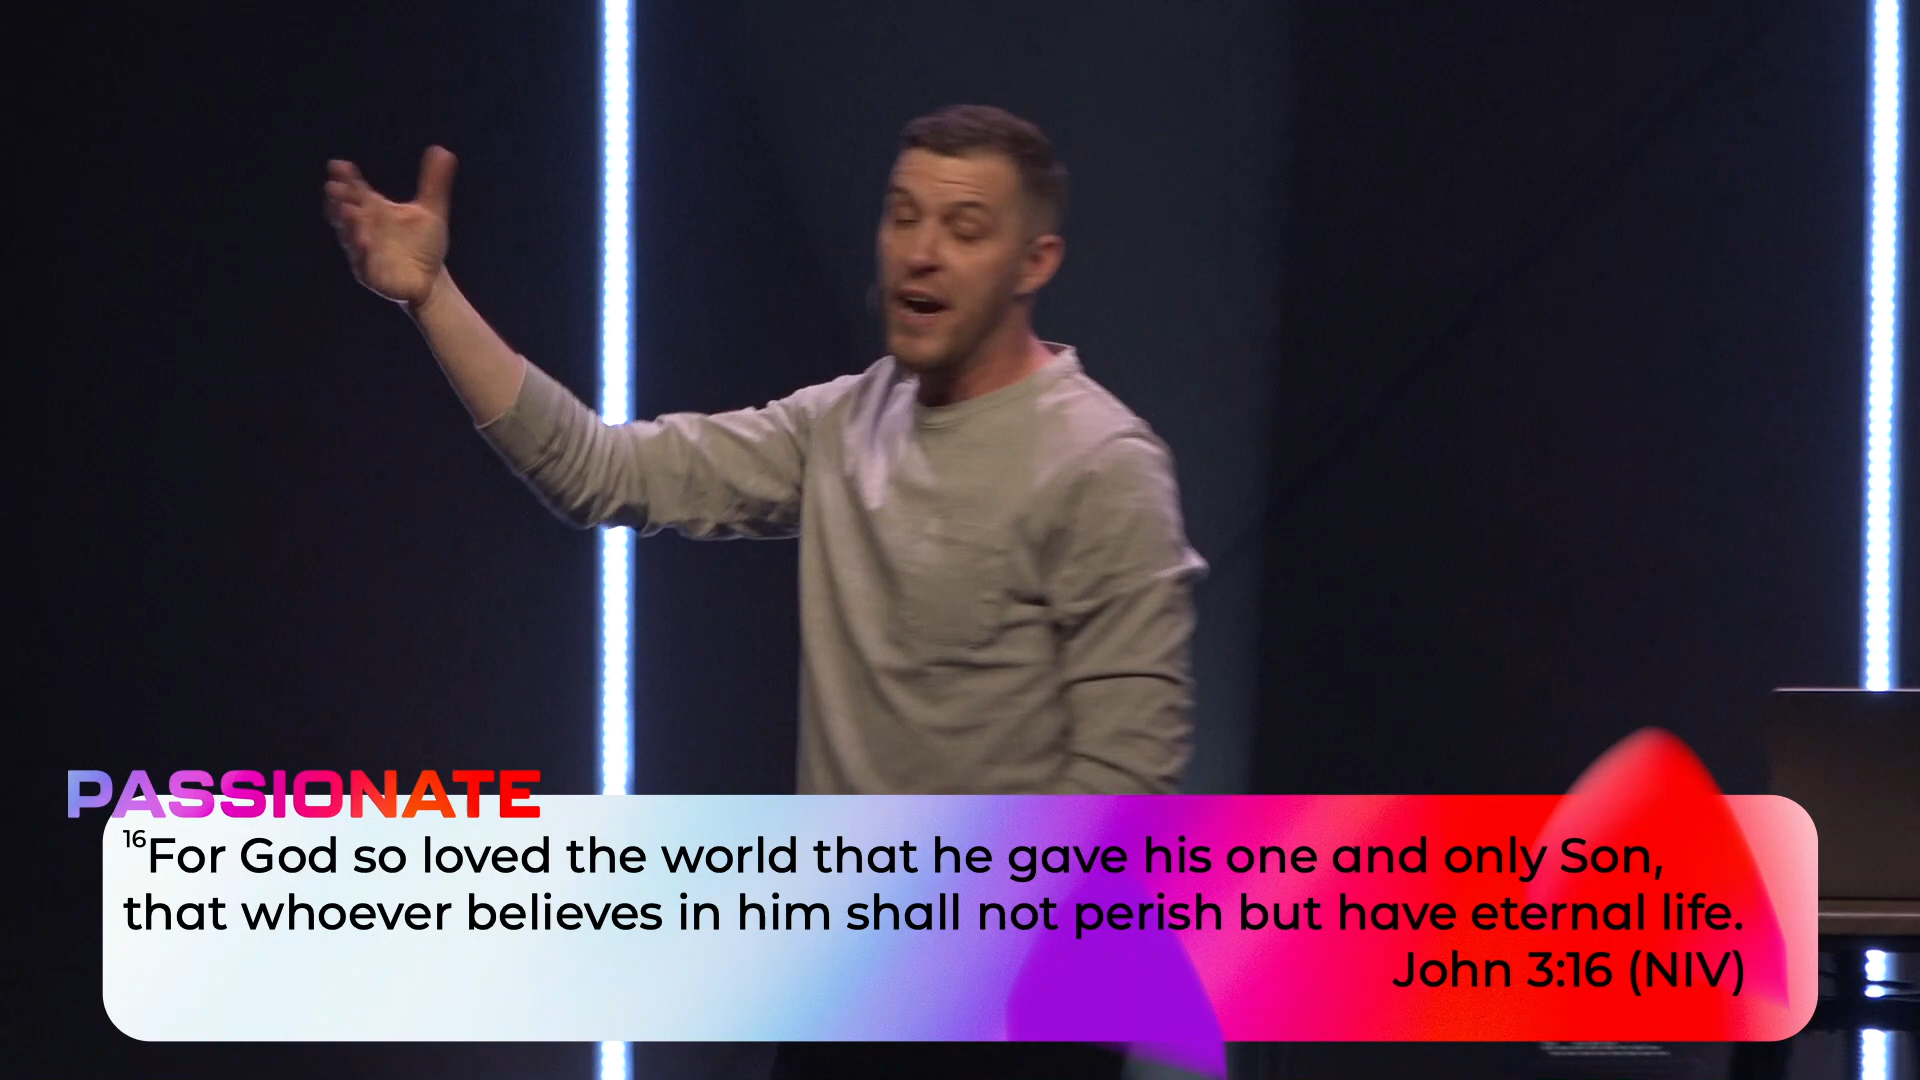 PASSIONATE
16For God so loved the world that he gave his one and only Son,
that whoever believes in him shall not perish but have eternal life.
John 3:16 (NIV)